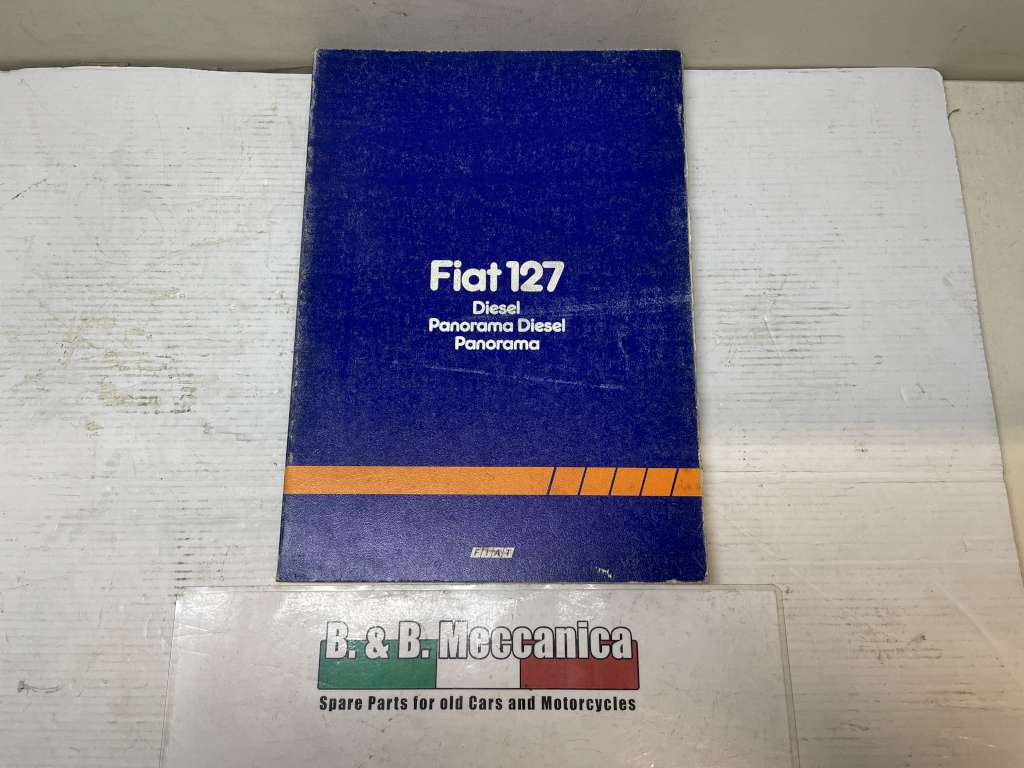 Fiat 127
Diesel
Panorama Diesel
Panorama
FIAT
B. & B. Meccanica
Spare Parts for old Cars and Motorcycles